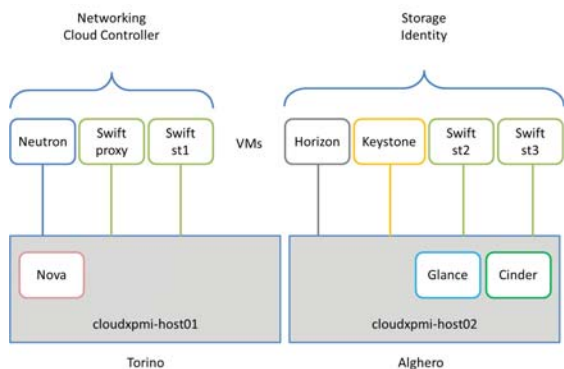 Networking
Cloud Controller
Storage
Identity
Neutron
Swift
proxy
Swift
st1
VMs
Horizon
Keystone
Swift
st2
Swift
st3
Nova
Glance
Cinder
cloudxpmi-host01
cloudxpmi-host02
Torino
Alghero